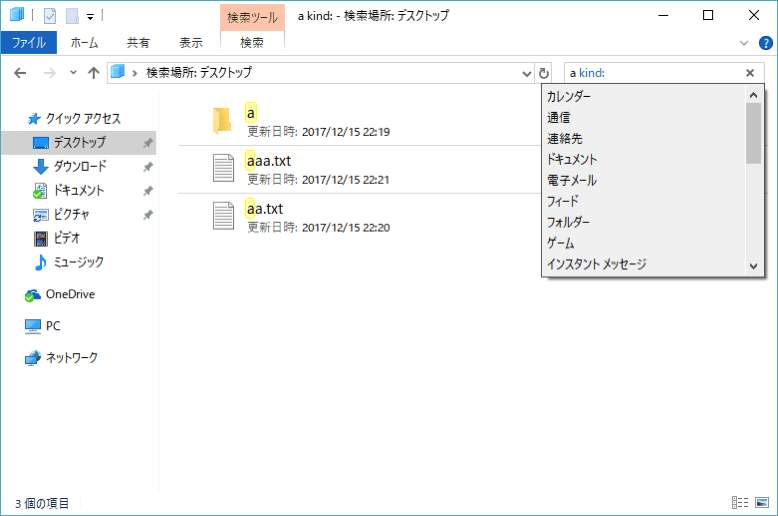 検索ツール
a kind: - 検索場所: デスクトップ
ファイル ホーム 共有 表示 検索
検索場所: デスクトップ
a kind:
クイック アクセス
デスクトップ
ダウンロード
ドキュメント
ピクチャ
ビデオ
ミュージック
OneDrive
PC
ネットワーク
a
更新日時: 2017/12/15 22:19
aaa.txt
更新日時: 2017/12/15 22:21
aa.txt
更新日時: 2017/12/15 22:20
カレンダー
通信
連絡先
ドキュメント
電子メール
フィード
フォルダー
ゲーム
インスタント メッセージ
3 個の項目